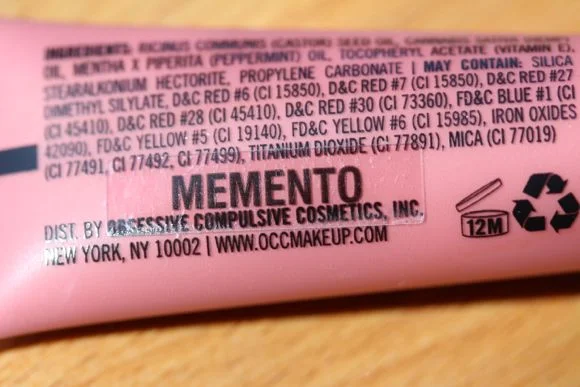 INGREDIENTS: RICINUS COMMUNIS (CASTOR) SEED OIL, CANNABIS SATIVA (HEMP)
OIL, MENTHA X PIPERITA (PEPPERMINT) OIL, TOCOPHERYL ACETATE (VITAMIN E),
STEARALKONIUM HECTORITE, PROPYLENE CARBONATE | MAY CONTAIN: SILICA
DIMETHYL SILYLATE, D&C RED #6 (CI 15850), D&C RED #7 (CI 15850), D&C RED #27
(CI 45410), D&C RED #28 (CI 45410), D&C RED #30 (CI 73360), FD&C BLUE #1 (CI
42090), FD&C YELLOW #5 (CI 19140), FD&C YELLOW #6 (CI 15985), IRON OXIDES
(CI 77491, CI 77492, CI 77499), TITANIUM DIOXIDE (CI 77891), MICA (CI 77019)
MEMENTO
DIST. BY OBSESSIVE COMPULSIVE COSMETICS, INC.
NEW YORK, NY 10002 | WWW.OCCMAKEUP.COM
12M